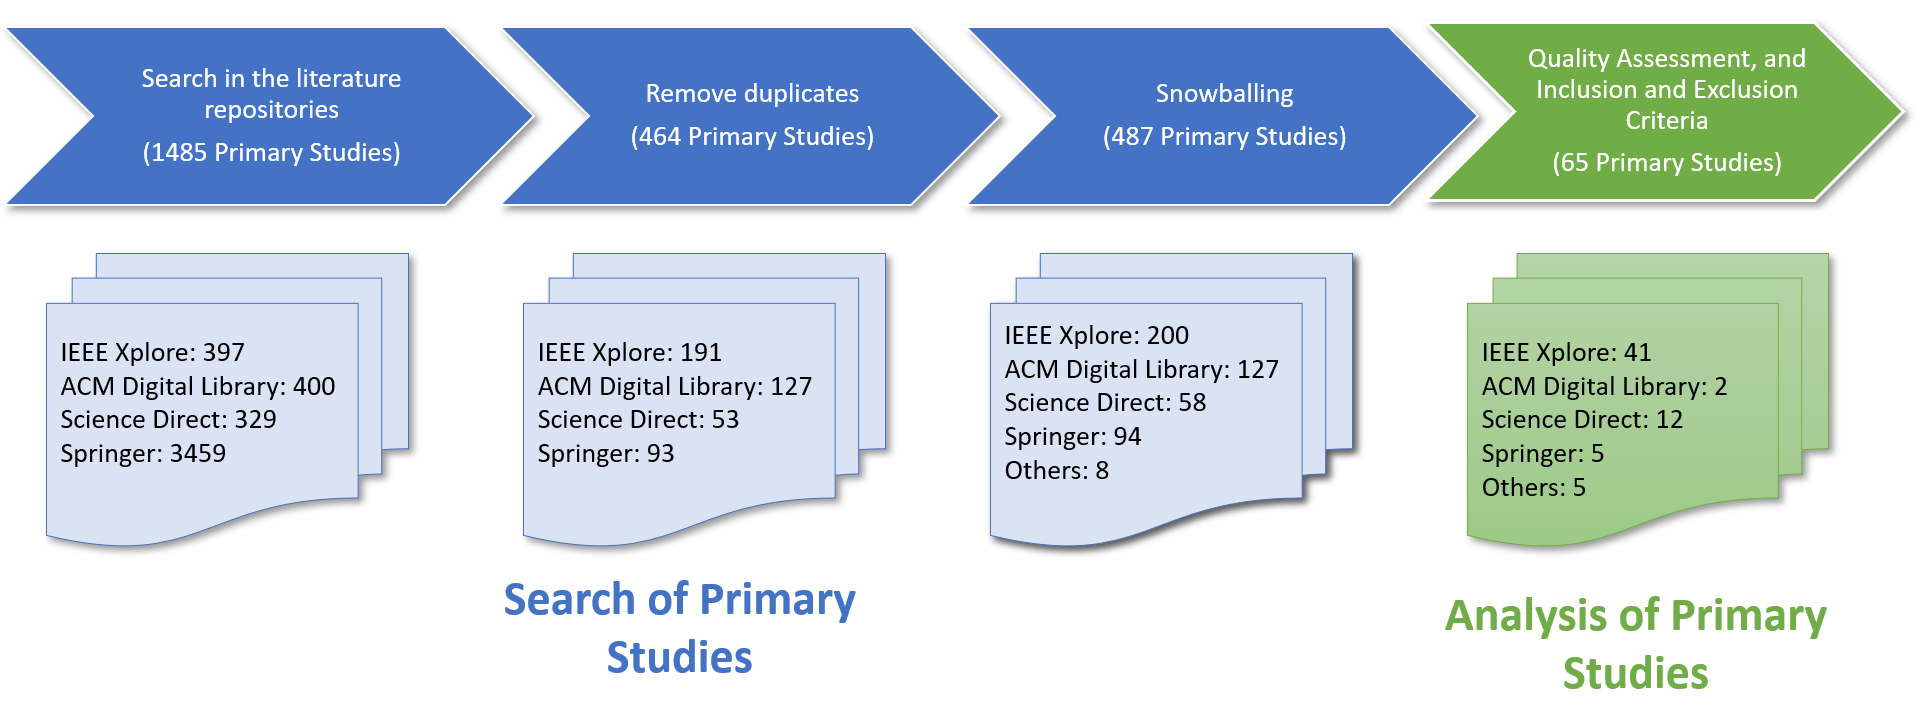 Search in the literature
repositories
(1485 Primary Studies)
Remove duplicates
(464 Primary Studies)
Snowballing
(487 Primary Studies)
Quality Assessment, and
Inclusion and Exclusion
Criteria
(65 Primary Studies)
IEEE Xplore: 397
ACM Digital Library: 400
Science Direct: 329
Springer: 3459
IEEE Xplore: 191
ACM Digital Library: 127
Science Direct: 53
Springer: 93
IEEE Xplore: 200
ACM Digital Library: 127
Science Direct: 58
Springer: 94
Others: 8
IEEE Xplore: 41
ACM Digital Library: 2
Science Direct: 12
Springer: 5
Others: 5
Search of Primary
Studies
Analysis of Primary
Studies